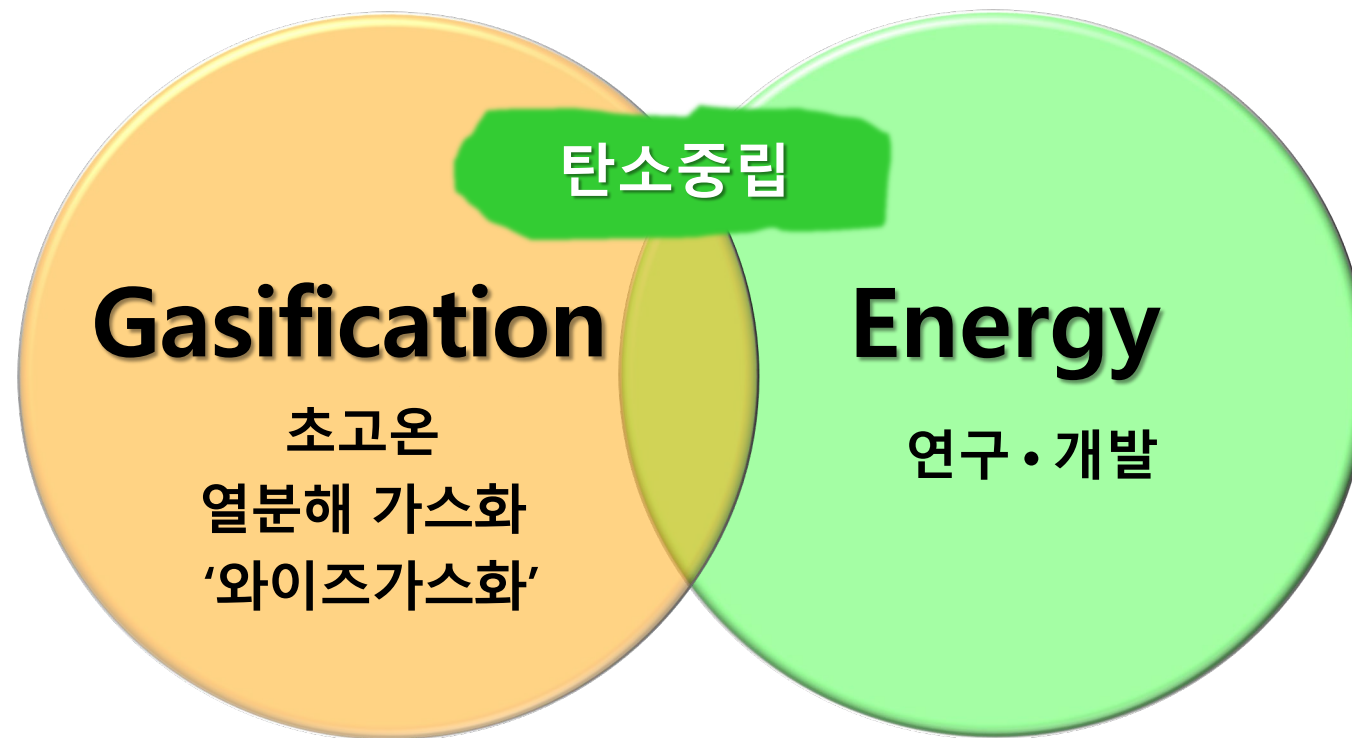 탄소중립
Gasification
초고온
열분해 가스화
‘와이즈가스화’
Energy
연구•개발